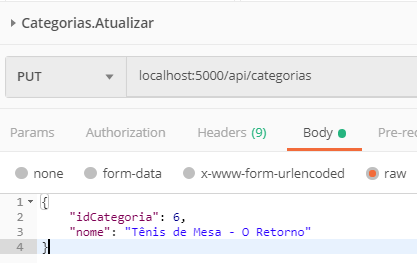 Categorias.Atualizar
PUT localhost:5000/api/categorias
Params Authorization Headers (9) Body Pre-rec
none form-data x-www-form-urlencoded raw
1 {
2 "idCategoria": 6,
3 "nome": "Tênis de Mesa - O Retorno"
4 }